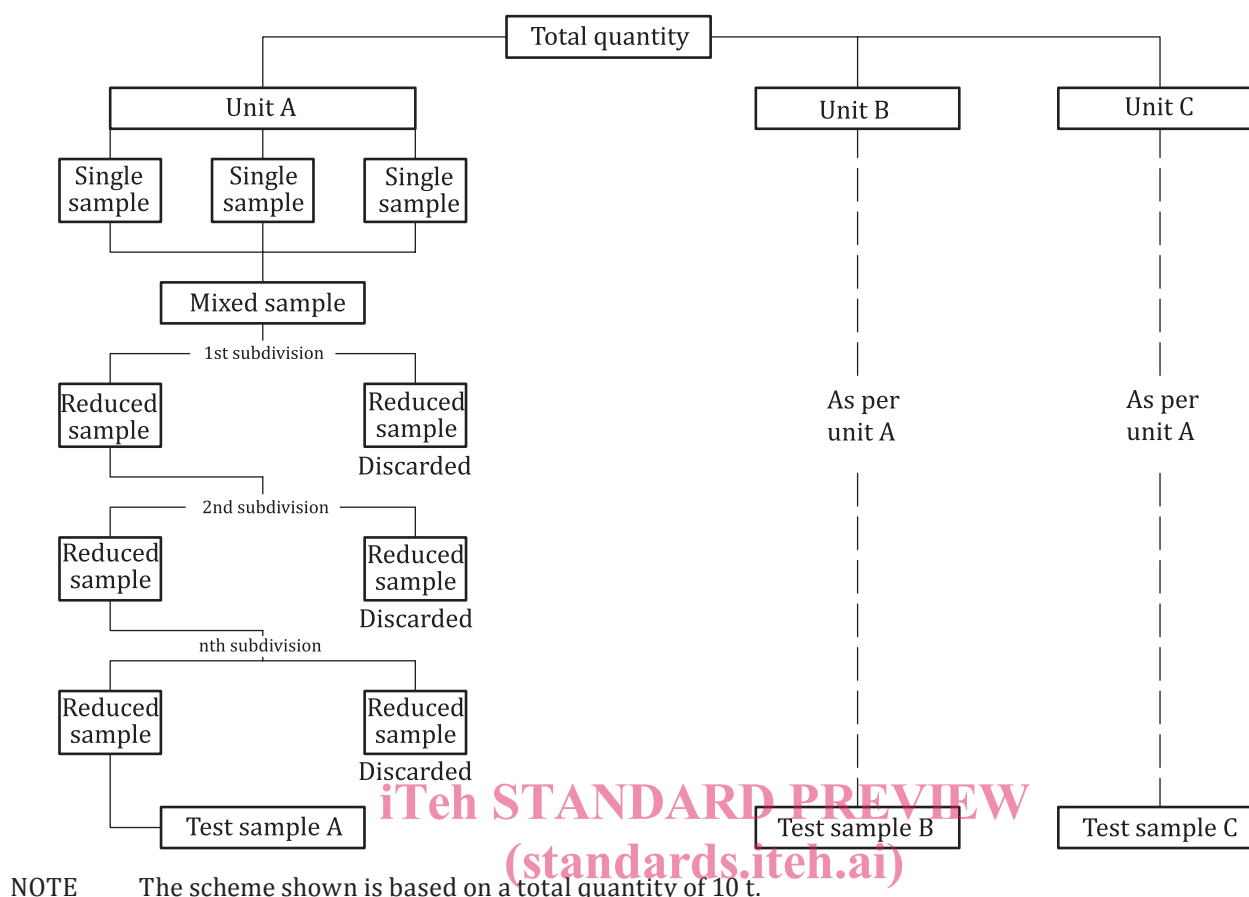 Total quantity
Unit A
Unit B
Unit C
Single
sample
Single
sample
Single
sample
Mixed sample
1st subdivision
Reduced
sample
Reduced
sample
Discarded
As per
unit A
As per
unit A
2nd subdivision
Reduced
sample
Reduced
sample
Discarded
nth subdivision
Reduced
sample
Reduced
sample
Discarded
iTeh STANDARD PREVIEW
Test sample A
Test sample B
Test sample C
(standards.iteh.ai)
NOTE The scheme shown is based on a total quantity of 10 t.